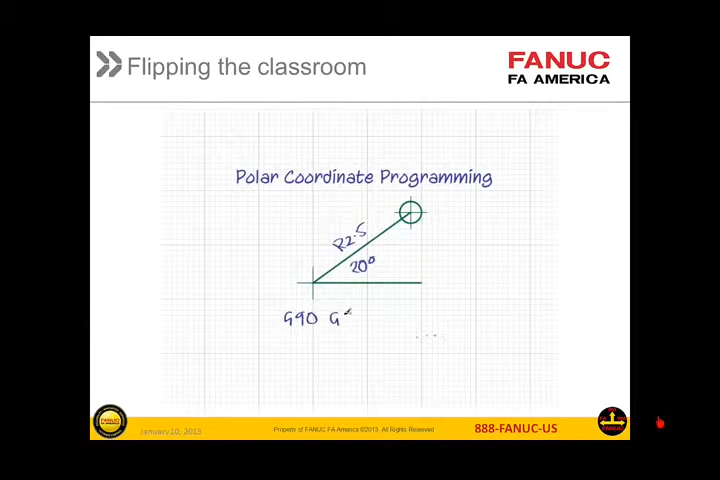 Flipping the classroom
FANUC
FA AMERICA
Polar Coordinate Programming
R2.5
20°
G90 G
January 10, 2013
Property of FANUC FA America ©2013 All Rights Reserved
888-FANUC-US
FANUC